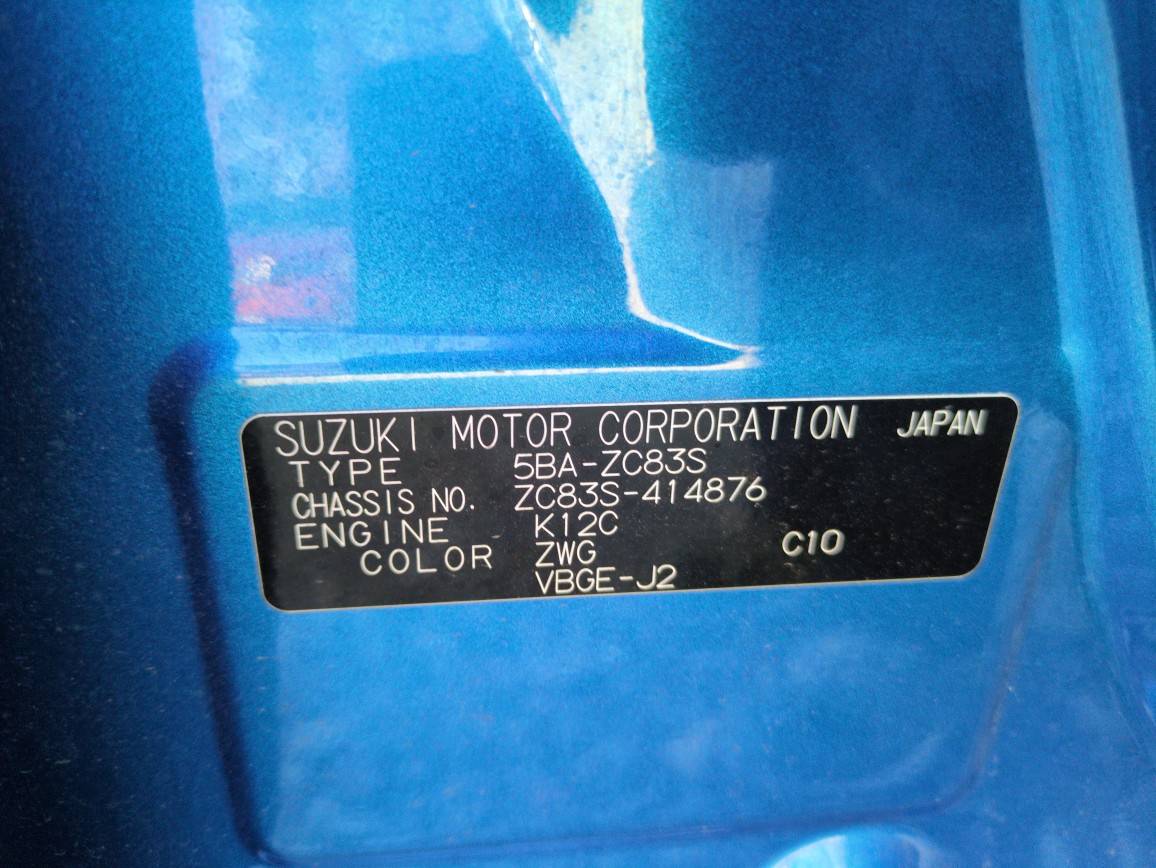 SUZUKI MOTOR CORPORATION JAPAN
TYPE 5BA-ZC83S
CHASSIS NO. ZC83S-414876
ENGINE K12C
COLOR ZWG C10
VBGE-J2